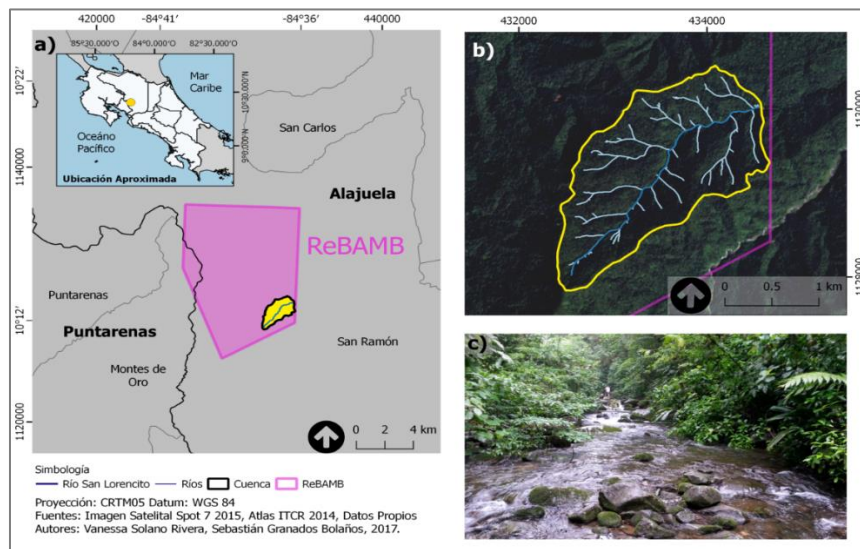 420000
-84°41'
-84°36'
440000
a)
85°30.000'O
84°0.000'O
82°30.000'O
Mar
Caribe
10°30.000'N
9°0.000'N
Océano
Pacífico
Ubicación Aproximada
10°22'
1140000
10°12'
1120000
San Carlos
Alajuela
ReBAMB
Puntarenas
Puntarenas
San Ramón
Montes de
Oro
0 2 4 km
Simbología
Río San Lorencito
Ríos
Cuenca
ReBAMB
Proyección: CRTM05 Datum: WGS 84
Fuentes: Imagen Satelital Spot 7 2015, Atlas ITCR 2014, Datos Propios
Autores: Vanessa Solano Rivera, Sebastián Granados Bolaños, 2017.
432000
434000
b)
1130000
1128000
0 0.5 1 km
c)